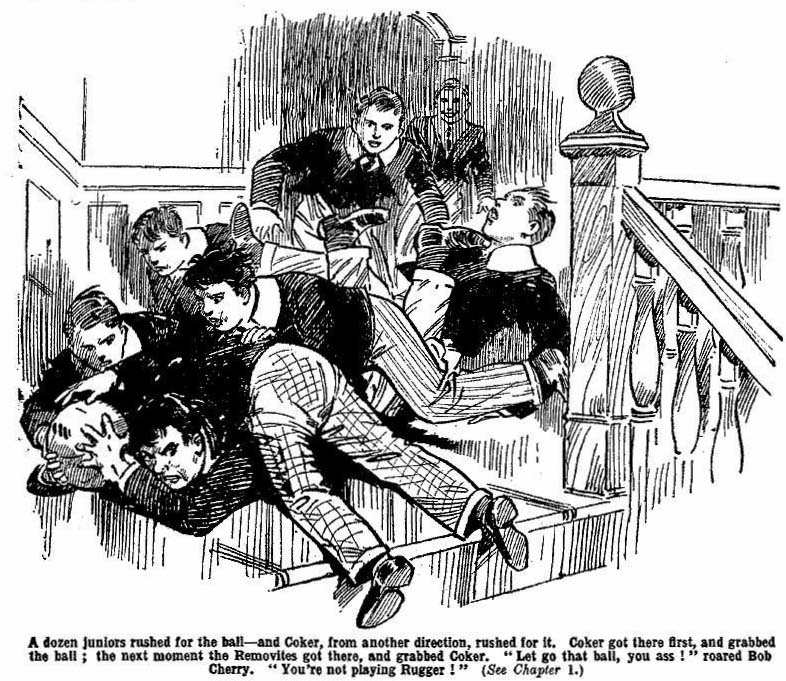 A dozen juniors rushed for the ball—and Coker, from another direction, rushed for it. Coker got there first, and grabbed
the ball ; the next moment the Removites got there, and grabbed Coker. "Let go that ball, you ass ! " roared Bob
Cherry. "You're not playing Rugger ! " (See Chapter 1.)